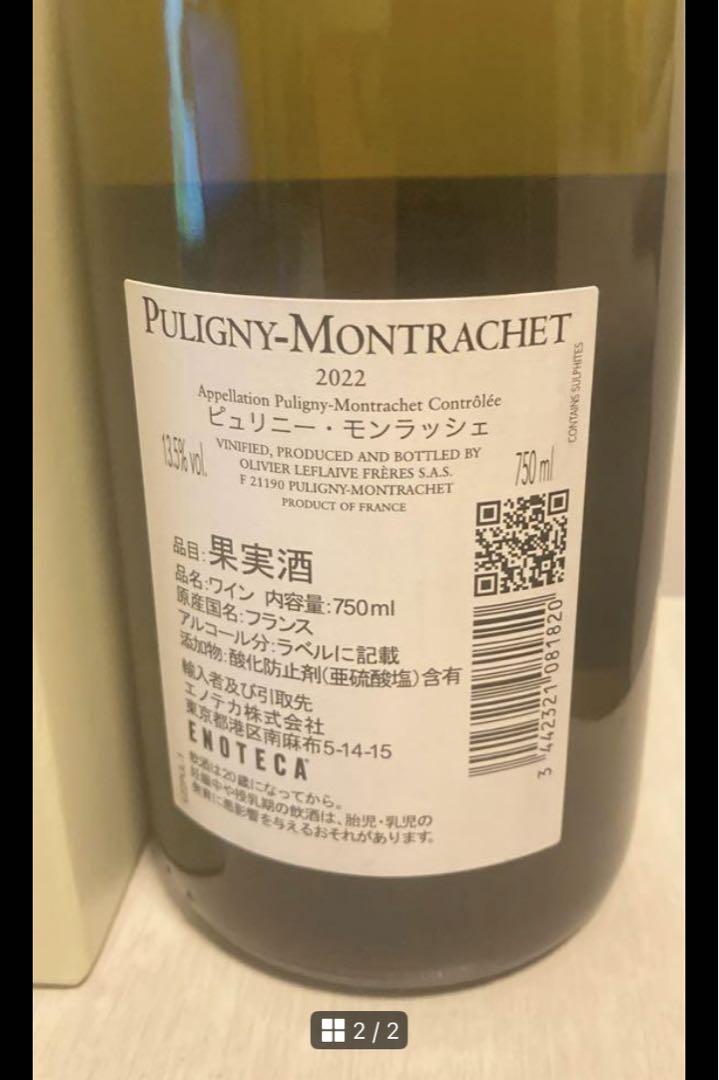 PULIGNY-MONTRACHET
2022
Appellation Puligny-Montrachet Contrôlée
ピュリニー・モンラッシェ
13.5% vol.
VINIFIED, PRODUCED AND BOTTLED BY
OLIVIER LEFLAIVE FRÈRES S.A.S.
F 21190 PULIGNY-MONTRACHET
PRODUCT OF FRANCE
750 ml
CONTAINS SULPHITES
品目:果実酒
品名:ワイン 内容量:750ml
原産国名:フランス
アルコール分:ラベルに記載
添加物:酸化防止剤(亜硫酸塩)含有
輸入者及び引取先
エノテカ株式会社
東京都港区南麻布5-14-15
ENOTECA
飲酒は20歳になってから。
妊娠中や授乳期の飲酒は、胎児・乳児の
発育に悪影響を与えるおそれがあります。
3 442321 081820
2 / 2